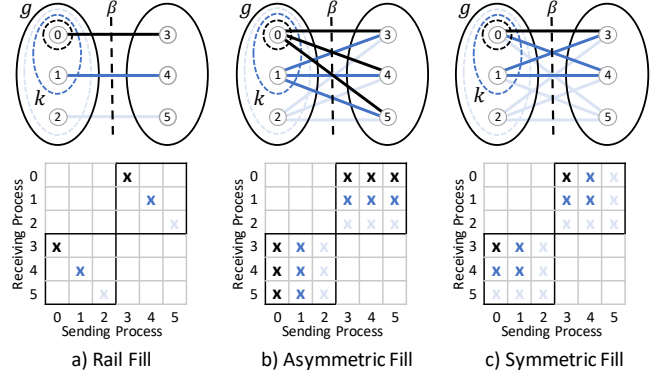 g β g β g β
0 3 0 3 0 3
1 4 1 4 1 4
k k k
2 5 2 5 2 5
Receiving Process Receiving Process Receiving Process
0 x 0 x x x 0 x x x
1 x 1 x x x 1 x x x
2 x 2 x x x 2 x x x
3 x 3 x x x 3 x x x
4 x 4 x x x 4 x x x
5 x 5 x x x 5 x x x
0 1 2 3 4 5 0 1 2 3 4 5 0 1 2 3 4 5
Sending Process Sending Process Sending Process
a) Rail Fill b) Asymmetric Fill c) Symmetric Fill